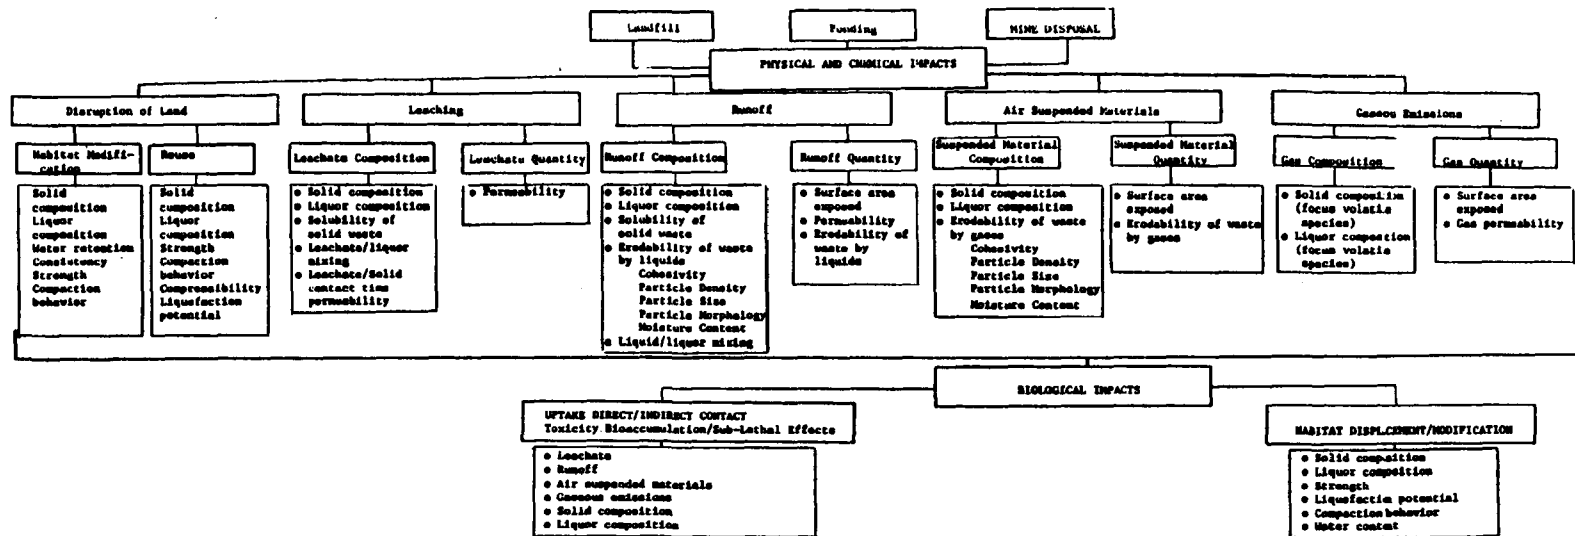 Landfill
Ponding
MINE DISPOSAL
PHYSICAL AND CHEMICAL IMPACTS
Disruption of Land
Leaching
Runoff
Air Suspended Materials
Gaseou Emissions
Habitat Modifi-
cation
Reuse
Leachate Composition
Leachate Quantity
Runoff Composition
Runoff Quantity
Suspended Material
Composition
Suspended Material
Quantity
Gas Composition
Gas Quantity
Solid
composition
Liquor
composition
Water retention
Consistency
Strength
Compaction
behavior
Solid
composition
Liquor
composition
Strength
Compaction
behavior
Compressibility
Liquefaction
potential
● Solid composition
● Liquor composition
● Solubility of
solid waste
● Leachate/liquor
mixing
● Leachate/Solid
contact time
permeability
● Permeability
● Solid composition
● Liquor composition
● Solubility of
solid waste
● Erodability of waste
by liquids
Cohesivity
Particle Density
Particle Size
Particle Morphology
Moisture Content
● Liquid/liquor mixing
● Surface area
exposed
● Permeability
● Erodability of
waste by
liquids
● Solid composition
● Liquor composition
● Erodability of waste
by gases
Cohesivity
Particle Density
Particle Size
Particle Morphology
Moisture Content
● Surface area
exposed
● Erodability of waste
by gases
● Solid composition
(focus volatile
species)
● Liquor compostion
(focus volatile
species)
● Surface area
exposed
● Gas permeability
BIOLOGICAL IMPACTS
UPTAKE DIRECT/INDIRECT CONTACT
Toxicity Bioaccumulation/Sub-Lethal Effects
● Leachate
● Runoff
● Air suspended materials
● Gaseous emissions
● Solid composition
● Liquor composition
HABITAT DISPLCEMENT/MODIFICATION
● Solid composition
● Liquor composition
● Strength
● Liquefaction potential
● Compaction behavior
● Water content